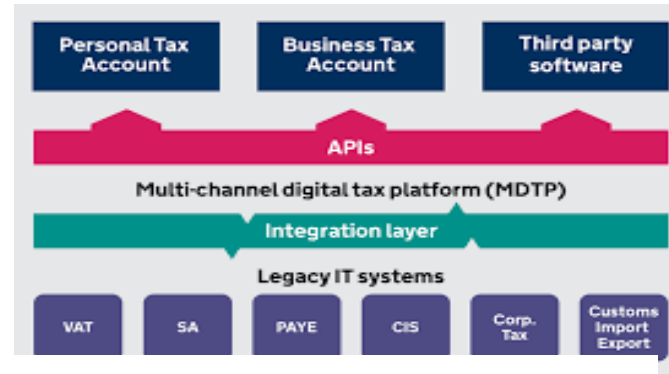 Personal Tax
Account
Business Tax
Account
Third party
software
APIs
Multi-channel digital tax platform (MDTP)
Integration layer
Legacy IT systems
VAT
SA
PAYE
CIS
Corp.
Tax
Customs
Import
Export